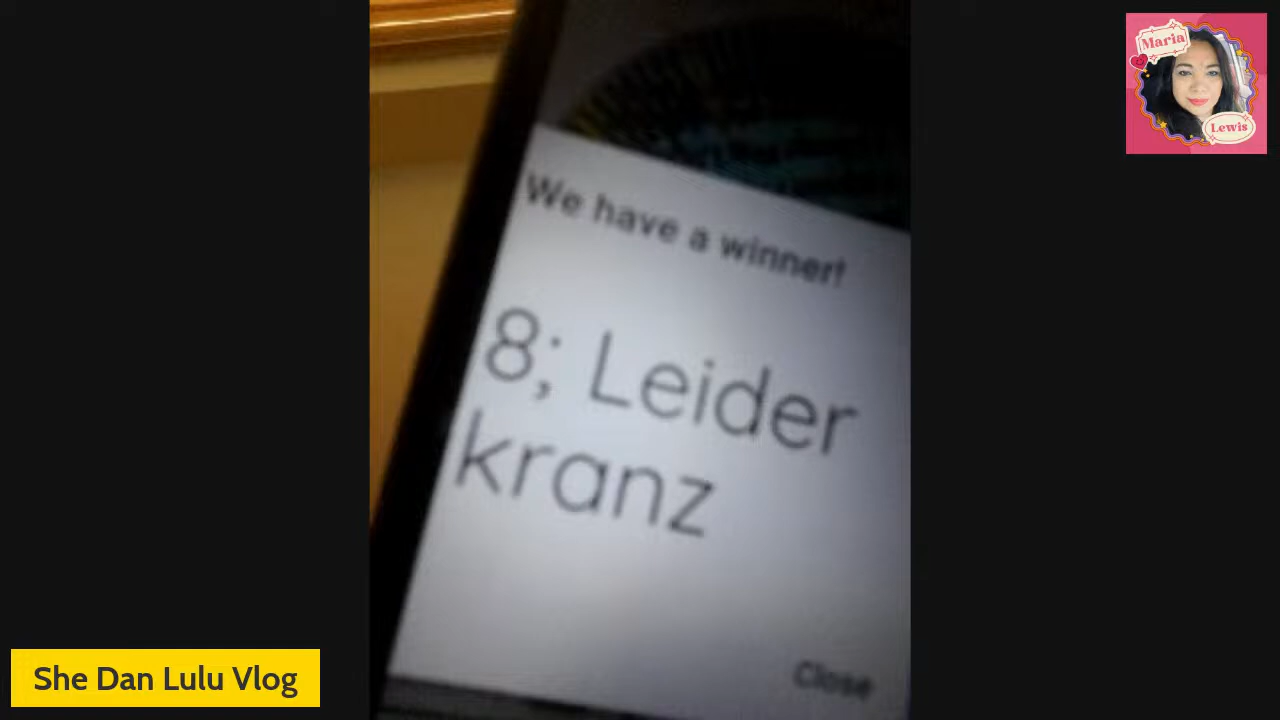 Maria
Lewis
We have a winner!
8; Leider
kranz
Close
She Dan Lulu Vlog